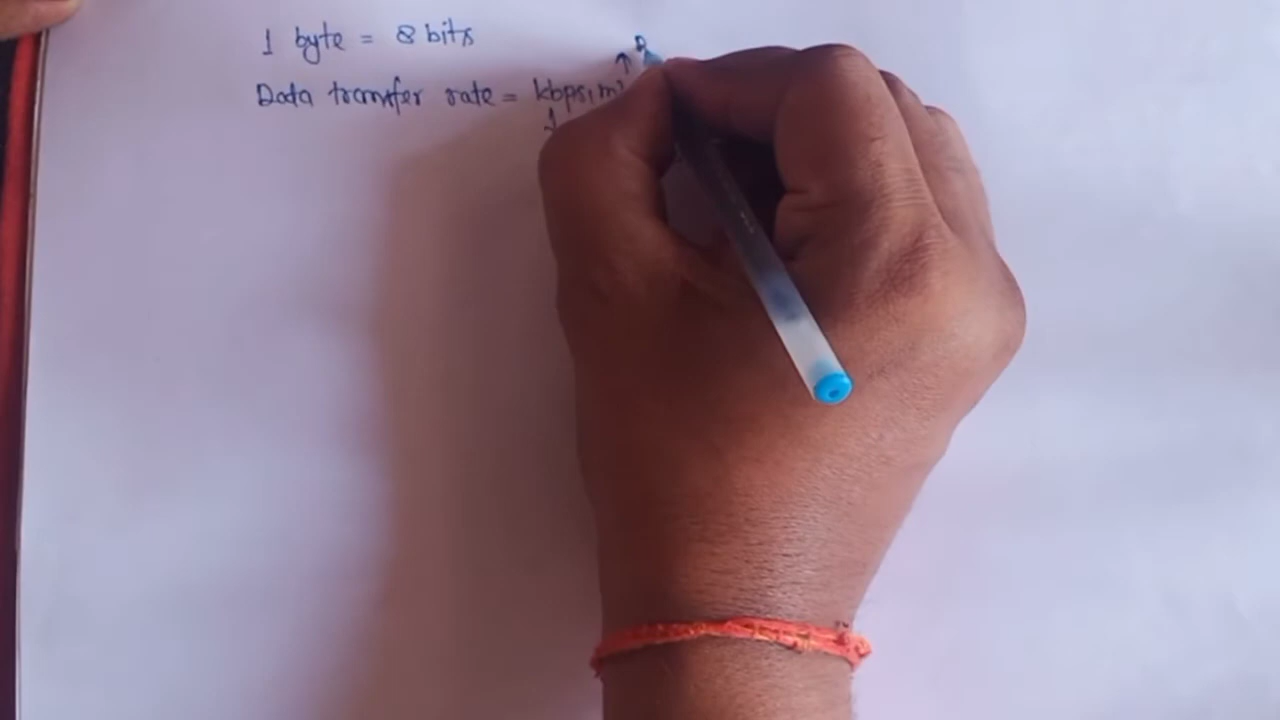 1 byte = 8 bits
Data transfer rate = kbps, m